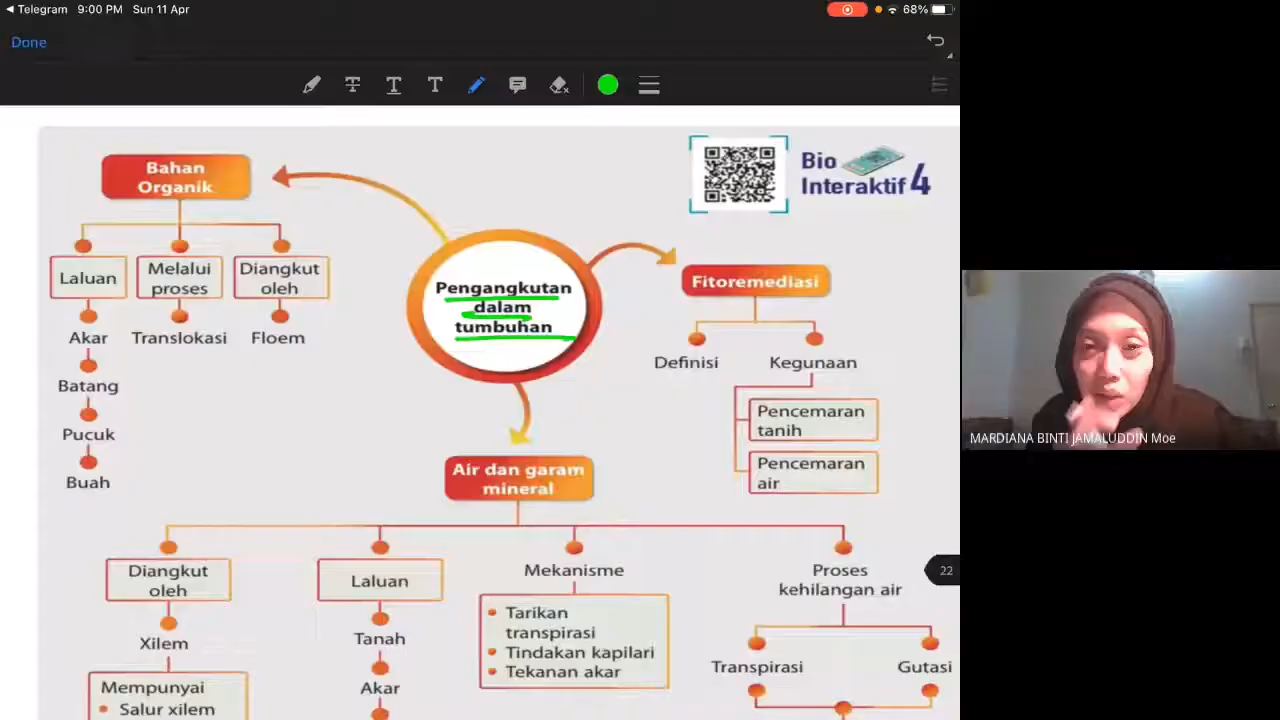 Telegram 9:00 PM Sun 11 Apr
68%
Done
Bahan
Organik
Bio
Interaktif 4
Laluan
Melalui
proses
Diangkut
oleh
Akar
Translokasi
Floem
Batang
Pucuk
Buah
Pengangkutan
dalam
tumbuhan
Fitoremediasi
Definisi
Kegunaan
Pencemaran
tanih
Pencemaran
air
Air dan garam
mineral
Diangkut
oleh
Xilem
Mempunyai
Salur xilem
Laluan
Tanah
Akar
Mekanisme
Tarikan
transpirasi
Tindakan kapilari
Tekanan akar
Proses
kehilangan air
Transpirasi
Gutasi
22
MARDIANA BINTI JAMALUDDIN Moe